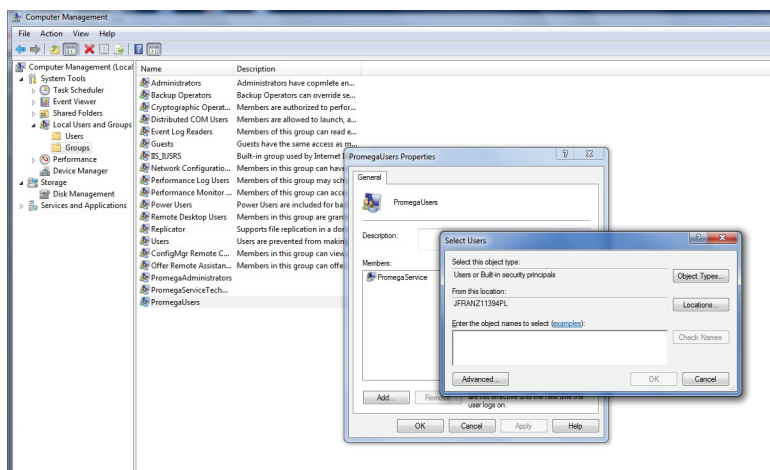 Computer Management
File Action View Help
Computer Management (Local
System Tools
Task Scheduler
Event Viewer
Shared Folders
Local Users and Groups
Users
Groups
Performance
Device Manager
Storage
Disk Management
Services and Applications
Name Description
Administrators Administrators have copmlete an...
Backup Operators Backup Operators can override se...
Cryptographic Operat... Members are authorized to perfor...
Distributed COM Users Members are allowed to launch, a...
Event Log Readers Members of this group can read e...
Guests Guests have the same access as m...
IIS_IUSRS Built-in group used by Internet
Network Configuratio... Members in this group can have
Performance Log Users Members of this group may sch
Performance Monitor ... Members of this group can acce
Power Users Power Users are included for ba
Remote Desktop Users Members in this group are gran
Replicator Supports file replication in a do
Users Users are prevented from makin
ConfigMgr Remote C... Members in this group can view
Offer Remote Assistan... Members in this group can offe
PromegaAdministrators
PromegaServiceTech...
PromegaUsers
PromegaUsers Properties
General
PromegaUsers
Description:
Members:
PromegaService
Add...
user logs on.
OK Cancel Apply Help
Select Users
Select this object type:
Users or Built-in security principals
Object Types...
From this location:
JFRANZ11394PL
Locations...
Enter the object names to select (examples):
Check Names
Advanced...
OK Cancel